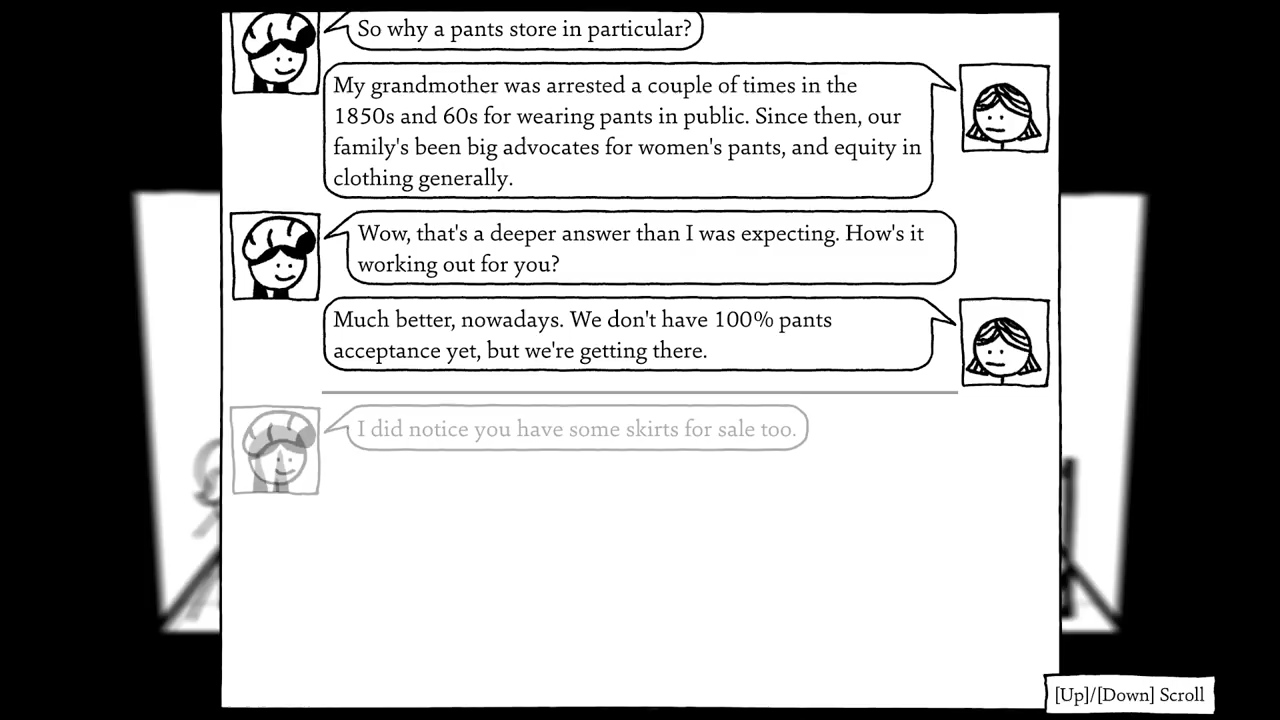 So why a pants store in particular?
My grandmother was arrested a couple of times in the
1850s and 60s for wearing pants in public. Since then, our
family's been big advocates for women's pants, and equity in
clothing generally.
Wow, that's a deeper answer than I was expecting. How's it
working out for you?
Much better, nowadays. We don't have 100% pants
acceptance yet, but we're getting there.
I did notice you have some skirts for sale too.
[Up]/[Down] Scroll